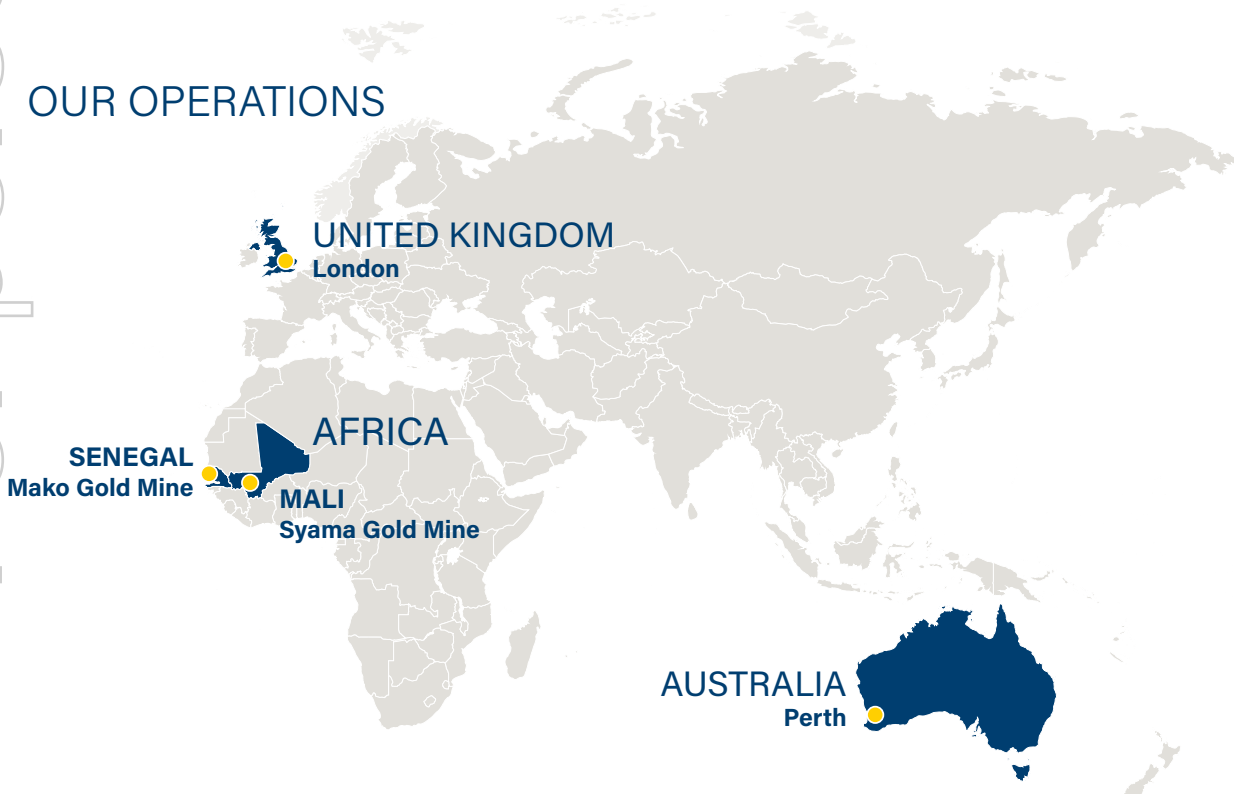 OUR OPERATIONS
UNITED KINGDOM
London
AFRICA
SENEGAL
Mako Gold Mine
MALI
Syama Gold Mine
AUSTRALIA
Perth